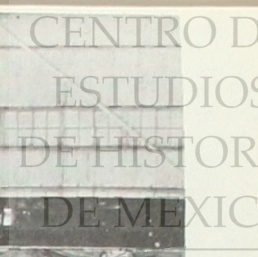 CENTRO D
ESTUDIOS
DE HISTOR
DE MEXIC